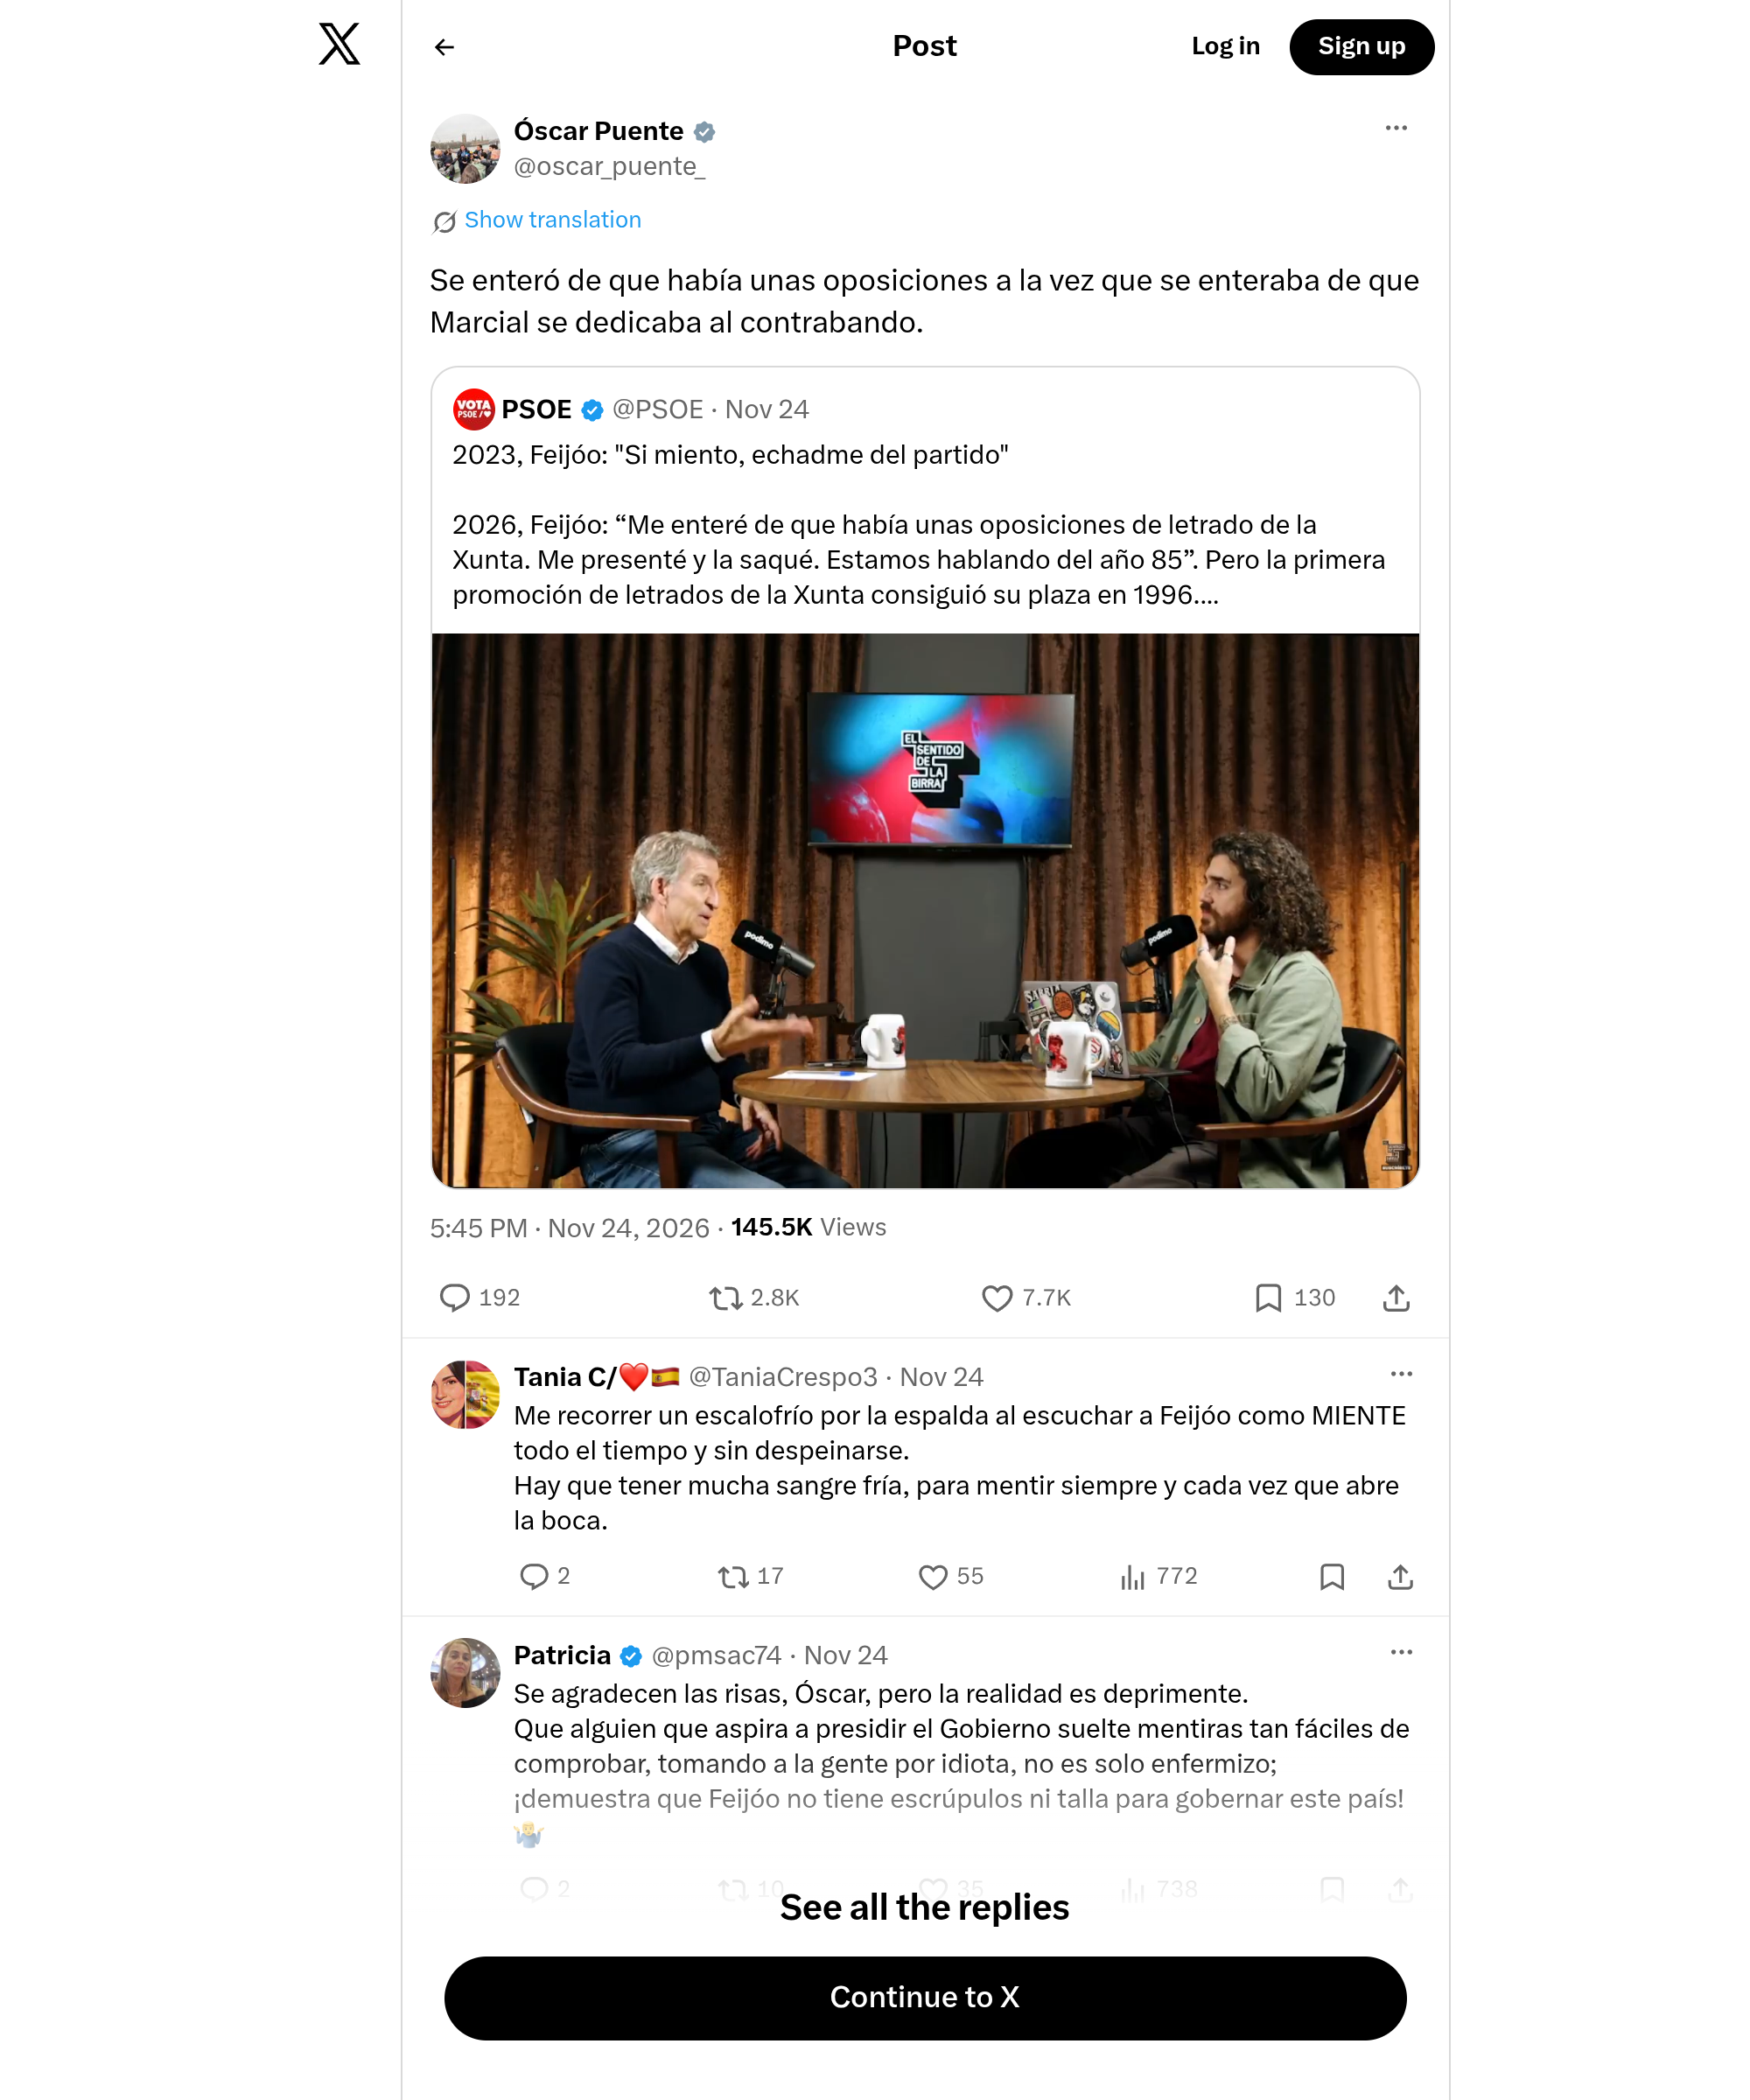 Post
Log in
Sign up
Óscar Puente
@oscar_puente_
Show translation
Se enteró de que había unas oposiciones a la vez que se enteraba de que
Marcial se dedicaba al contrabando.
VOTA
PSOE/
PSOE @PSOE · Nov 24
2023, Feijóo: "Si miento, echadme del partido"
2026, Feijóo: “Me enteré de que había unas oposiciones de letrado de la
Xunta. Me presenté y la saqué. Estamos hablando del año 85”. Pero la primera
promoción de letrados de la Xunta consiguió su plaza en 1996....
EL
SENTIDO
DE
LA
BIRRA
podimo
podimo
5:45 PM · Nov 24, 2026 · 145.5K Views
192
2.8K
7.7K
130
Tania C/❤️🇪🇸 @TaniaCrespo3 · Nov 24
Me recorrer un escalofrío por la espalda al escuchar a Feijóo como MIENTE
todo el tiempo y sin despeinarse.
Hay que tener mucha sangre fría, para mentir siempre y cada vez que abre
la boca.
2
17
55
772
Patricia @pmsac74 · Nov 24
Se agradecen las risas, Óscar, pero la realidad es deprimente.
Que alguien que aspira a presidir el Gobierno suelte mentiras tan fáciles de
comprobar, tomando a la gente por idiota, no es solo enfermizo;
¡demuestra que Feijóo no tiene escrúpulos ni talla para gobernar este país!
🤷🏼‍♀️
2
10
35
738
See all the replies
Continue to X